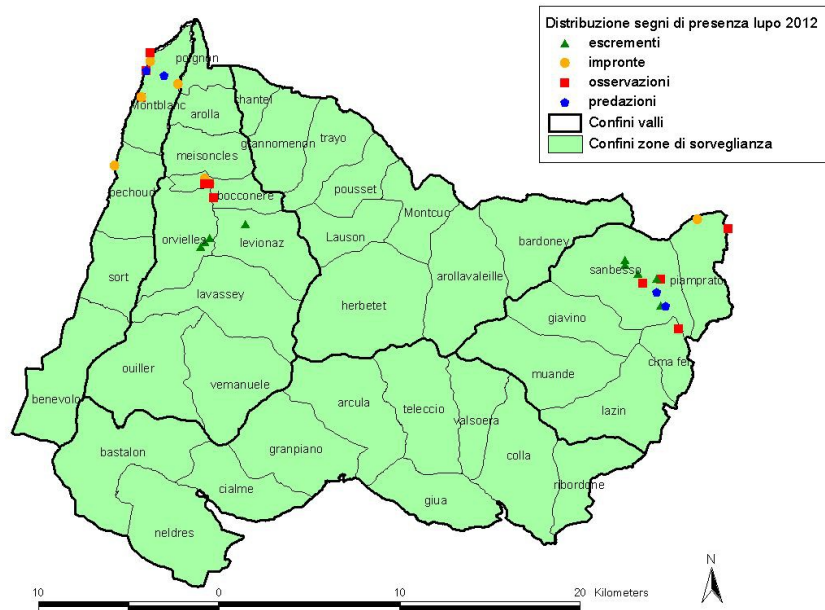 Distribuzione segni di presenza lupo 2012
escrementi
impronte
osservazioni
predazioni
Confini valli
Confini zone di sorveglianza
poignon
Montblanc
chantel
arolla
grannomenon
trayo
meisoncles
pechoud
bocconere
pousset
Montcuc
orvielles
levionaz
Lauson
bardoney
sanbesso
piamprato
sort
arollavaleille
lavassey
herbetet
giavino
ouiller
vemanuele
muande
cima fer
benevolo
arcula
teleccio
valsoera
lazin
bastalon
granpiano
colla
cialme
giua
ribordone
neldres
N
10 0 10 20 Kilometers